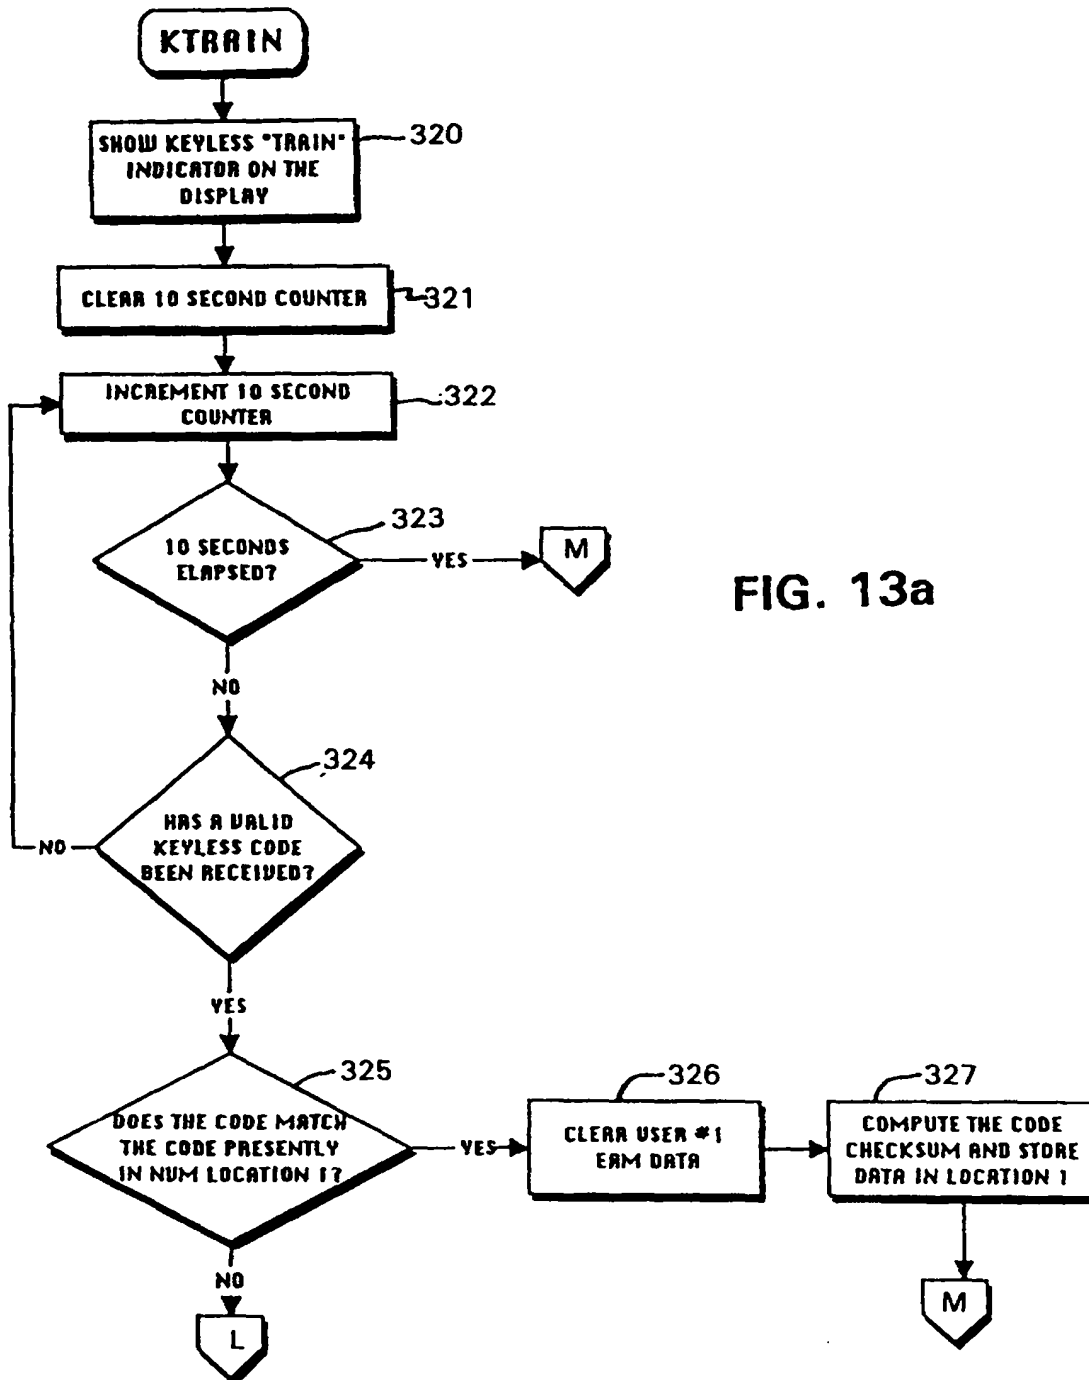 KTRAIN
SHOW KEYLESS "TRAIN"
INDICATOR ON THE
DISPLAY
320
CLEAR 10 SECOND COUNTER
321
INCREMENT 10 SECOND
COUNTER
322
10 SECONDS
ELAPSED?
323
YES
M
FIG. 13a
NO
324
HAS A VALID
KEYLESS CODE
BEEN RECEIVED?
NO
YES
325
DOES THE CODE MATCH
THE CODE PRESENTLY
IN NUM LOCATION 1?
YES
326
CLEAR USER #1
EAM DATA
327
COMPUTE THE CODE
CHECKSUM AND STORE
DATA IN LOCATION 1
NO
L
M